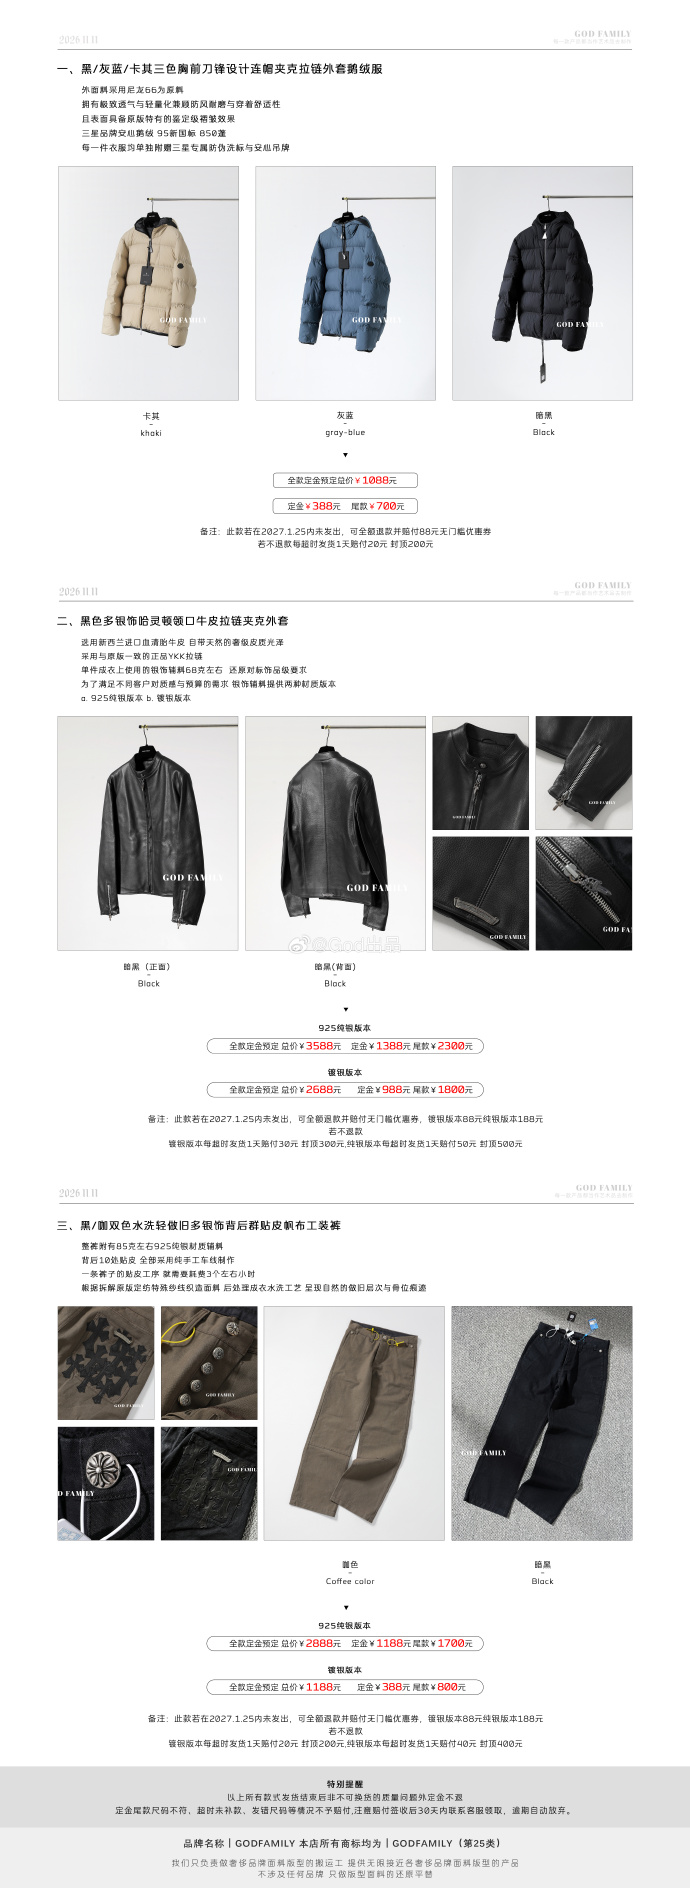 2026 11 11
GOD FAMILY
一、黑/灰蓝/卡其三色胸前刀锋设计连帽夹克拉链外套鹅绒服
外面料采用尼龙66为原料
拥有极致透气与轻量化兼顾防风耐磨与穿着舒适性
且表面具备原版特有的鉴定级褶皱效果
三星品牌安心鹅绒 95新国标 850蓬
每一件衣服均单独附赠三星专属防伪洗标与安心吊牌
GOD FAMILY
GOD FAMILY
GOD FAMILY
卡其
khaki
灰蓝
gray-blue
暗黑
Black
全款定金预定总价¥1088元
定金¥388元 尾款¥700元
备注：此款若在2027.1.25内未发出，可全额退款并赔付88元无门槛优惠券
若不退款每超时发货1天赔付20元 封顶200元
2026 11 11
GOD FAMILY
二、黑色多银饰哈灵顿领口牛皮拉链夹克外套
选用新西兰进口血清胎牛皮 自带天然的奢级皮质光泽
采用与原版一致的正品YKK拉链
单件成衣上使用的银饰辅料68克左右 还原对标饰品级要求
为了满足不同客户对质感与预算的需求 银饰辅料提供两种材质版本
a. 925纯银版本 b. 镀银版本
GOD FAMILY
GOD FAMILY
GOD FAMILY
GOD FAMILY
GOD FAMILY
GOD FA
@God出品
暗黑（正面）
Black
暗黑(背面)
Black
925纯银版本
全款定金预定 总价¥3588元 定金¥1388元 尾款¥2300元
镀银版本
全款定金预定 总价¥2688元 定金¥988元 尾款¥1800元
备注：此款若在2027.1.25内未发出，可全额退款并赔付无门槛优惠券，镀银版本88元纯银版本188元
若不退款
镀银版本每超时发货1天赔付30元 封顶300元,纯银版本每超时发货1天赔付50元 封顶500元
2026 11 11
GOD FAMILY
三、黑/咖双色水洗轻做旧多银饰背后群贴皮帆布工装裤
整裤附有85克左右925纯银材质辅料
背后10处贴皮 全部采用纯手工车线制作
一条裤子的贴皮工序 就需要耗费3个左右小时
根据拆解原版定纺特殊纱线织造面料 后处理成衣水洗工艺 呈现自然的做旧层次与骨位痕迹
GOD FAMILY
GOD FAMILY
D FAMILY
GOD FAMIL
GOD FAMILY
咖色
Coffee color
暗黑
Black
925纯银版本
全款定金预定 总价¥2888元 定金¥1188元 尾款¥1700元
镀银版本
全款定金预定 总价¥1188元 定金¥388元 尾款¥800元
备注：此款若在2027.1.25内未发出，可全额退款并赔付无门槛优惠券，镀银版本88元纯银版本188元
若不退款
镀银版本每超时发货1天赔付20元 封顶200元,纯银版本每超时发货1天赔付40元 封顶400元
特别提醒
以上所有款式发货结束后非不可换货的质量问题外定金不退
定金尾款尺码不符、超时未补款、发错尺码等情况不予赔付,注意赔付签收后30天内联系客服领取，逾期自动放弃。
品牌名称 | GODFAMILY 本店所有商标均为 | GODFAMILY（第25类）
我们只负责做奢侈品牌面料版型的搬运工 提供无限接近各奢侈品牌面料版型的产品
不涉及任何品牌 只做版型面料的还原平替